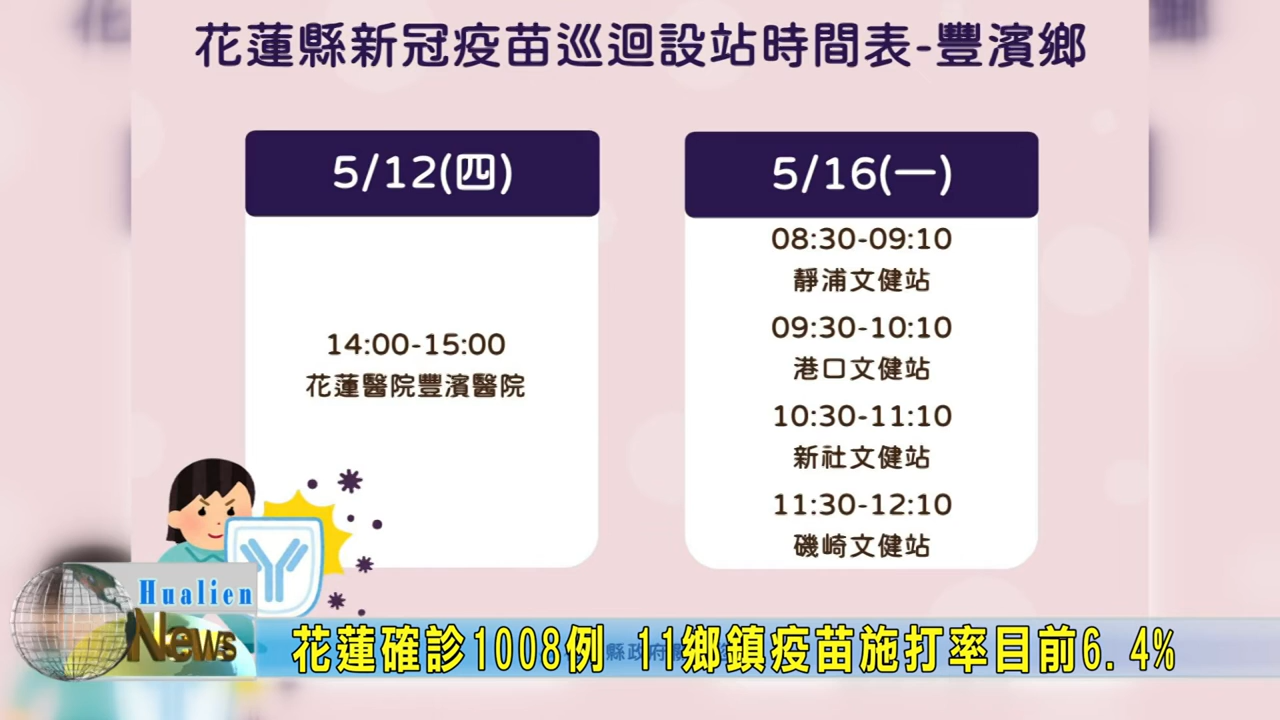 花蓮縣新冠疫苗巡迴設站時間表-豐濱鄉
5/12(四)
14:00-15:00
花蓮醫院豐濱醫院
5/16(一)
08:30-09:10
靜浦文健站
09:30-10:10
港口文健站
10:30-11:10
新社文健站
11:30-12:10
磯崎文健站
Hualien
News
花蓮確診1008例 11鄉鎮疫苗施打率目前6.4%
縣政府